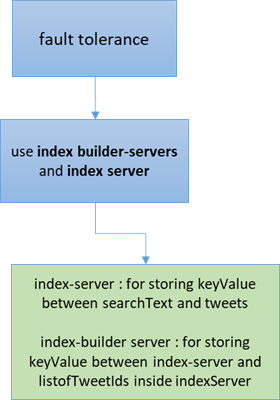 fault tolerance
use index builder-servers
and index server
index-server : for storing keyValue
between searchText and tweets
index-builder server : for storing
keyValue between index-server and
listofTweetIds inside indexServer